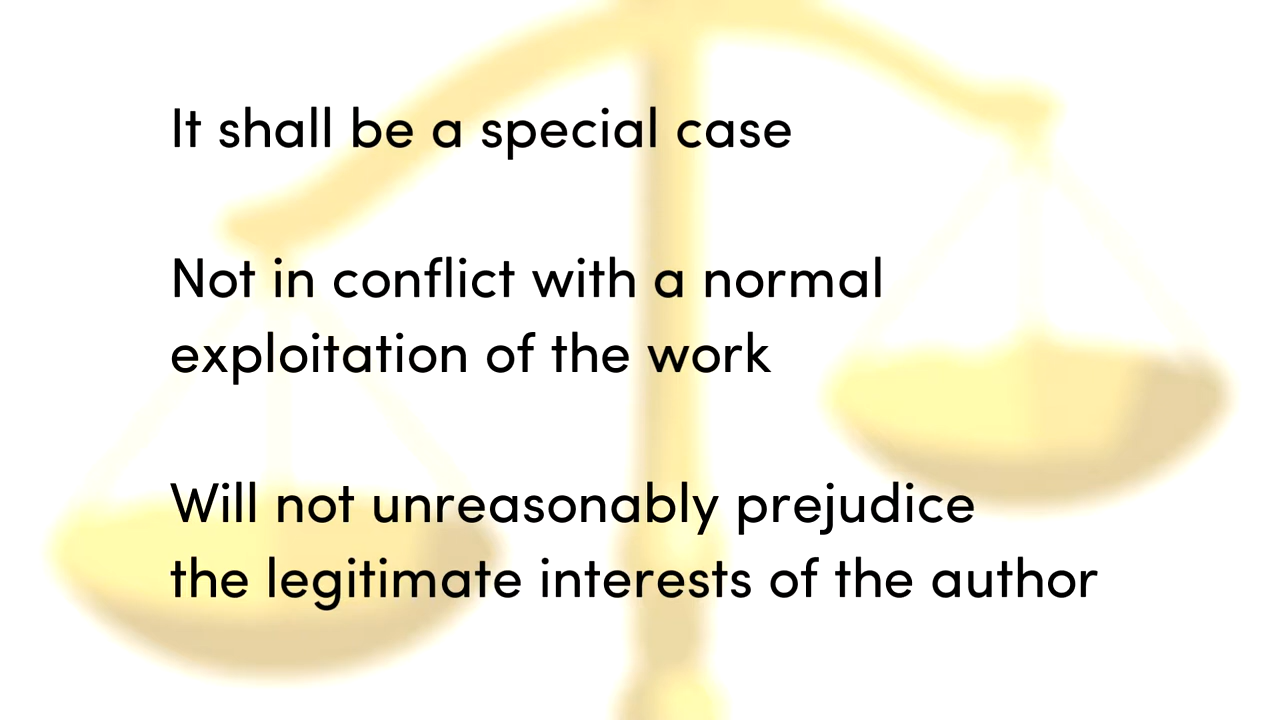 It shall be a special case
Not in conflict with a normal
exploitation of the work
Will not unreasonably prejudice
the legitimate interests of the author